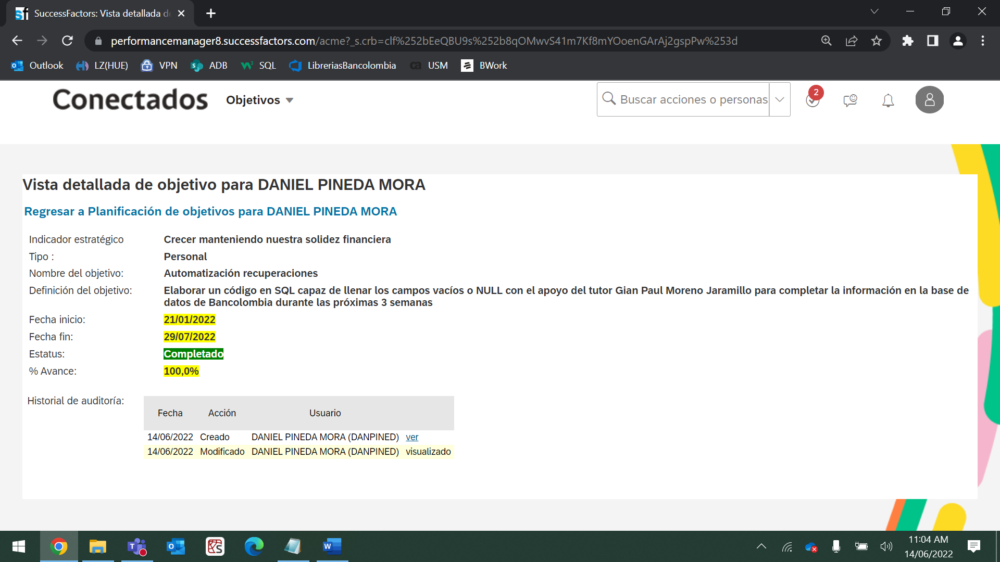 SuccessFactors: Vista detallada de
performancemanager8.successfactors.com/acme?_s.crb=clf%252bEeQBU9s%252b8qOMwvS41m7Kf8mYOoenGArAj2gspPw%253d
Outlook LZ(HUE) VPN ADB SQL LibreriasBancolombia USM BWork
Conectados Objetivos Buscar acciones o personas 2
Vista detallada de objetivo para DANIEL PINEDA MORA
Regresar a Planificación de objetivos para DANIEL PINEDA MORA
Indicador estratégico Crecer manteniendo nuestra solidez financiera
Tipo : Personal
Nombre del objetivo: Automatización recuperaciones
Definición del objetivo: Elaborar un código en SQL capaz de llenar los campos vacíos o NULL con el apoyo del tutor Gian Paul Moreno Jaramillo para completar la información en la base de
datos de Bancolombia durante las próximas 3 semanas
Fecha inicio: 21/01/2022
Fecha fin: 29/07/2022
Estatus: Completado
% Avance: 100,0%
Historial de auditoría:
Fecha Acción Usuario
14/06/2022 Creado DANIEL PINEDA MORA (DANPINED) ver
14/06/2022 Modificado DANIEL PINEDA MORA (DANPINED) visualizado
11:04 AM
14/06/2022